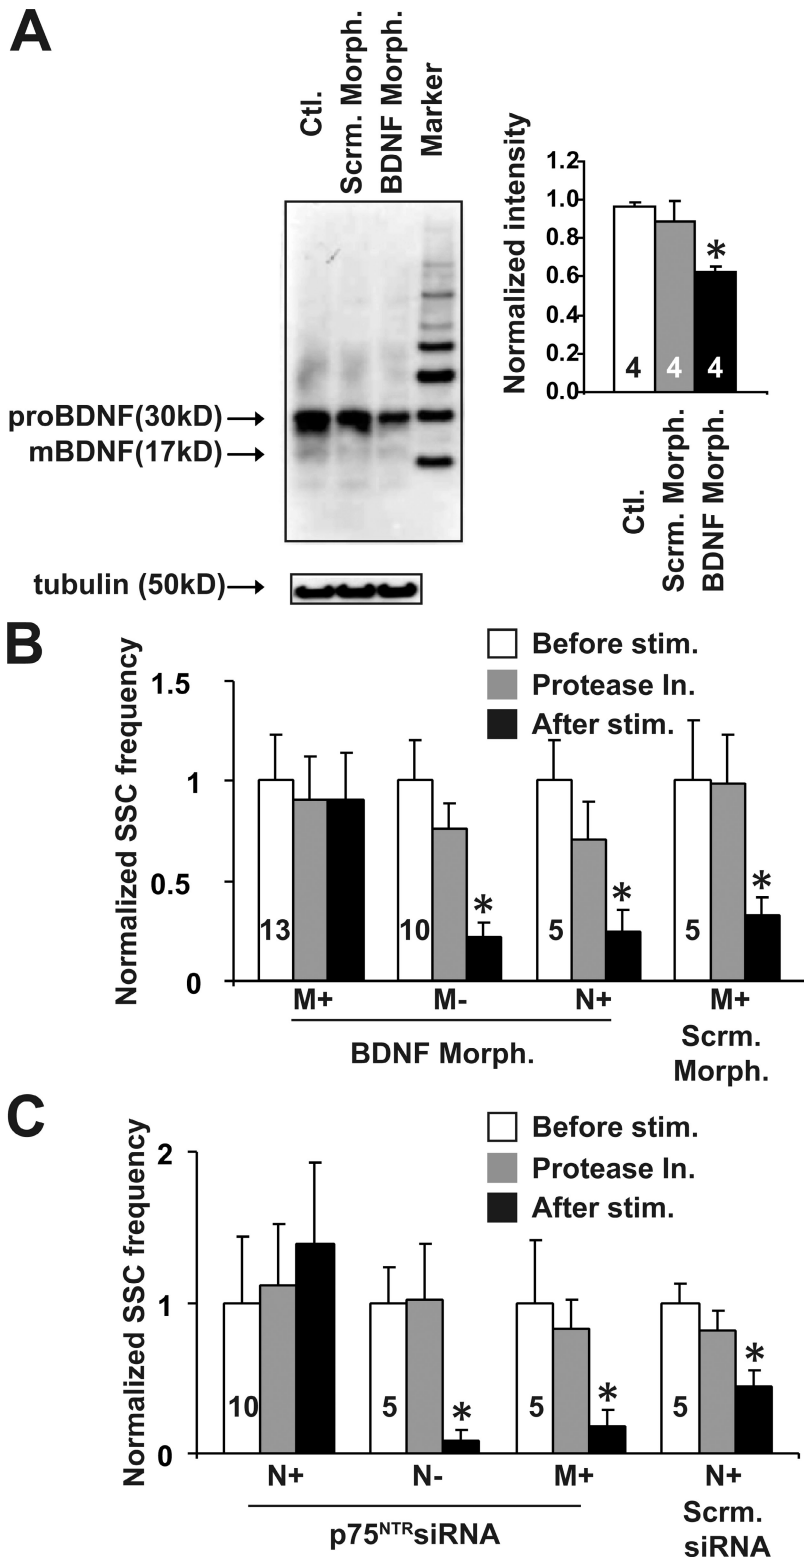 A
Ctl.
Scrm. Morph.
BDNF Morph.
Marker
proBDNF(30kD)
mBDNF(17kD)
tubulin (50kD)
Normalized intensity
1.2
1.0
0.8
0.6
0.4
0.2
0.0
*
4 4 4
Ctl.
Scrm. Morph.
BDNF Morph.
B
Before stim.
Protease In.
After stim.
Normalized SSC frequency
1.5
1
0.5
0
13 10 * 5 * 5 *
M+ M- N+ M+
BDNF Morph.
Scrm.
Morph.
C
Before stim.
Protease In.
After stim.
Normalized SSC frequency
2
1
0
10 5 * 5 * 5 *
N+ N- M+ N+
p75NTRsiRNA
Scrm.
siRNA